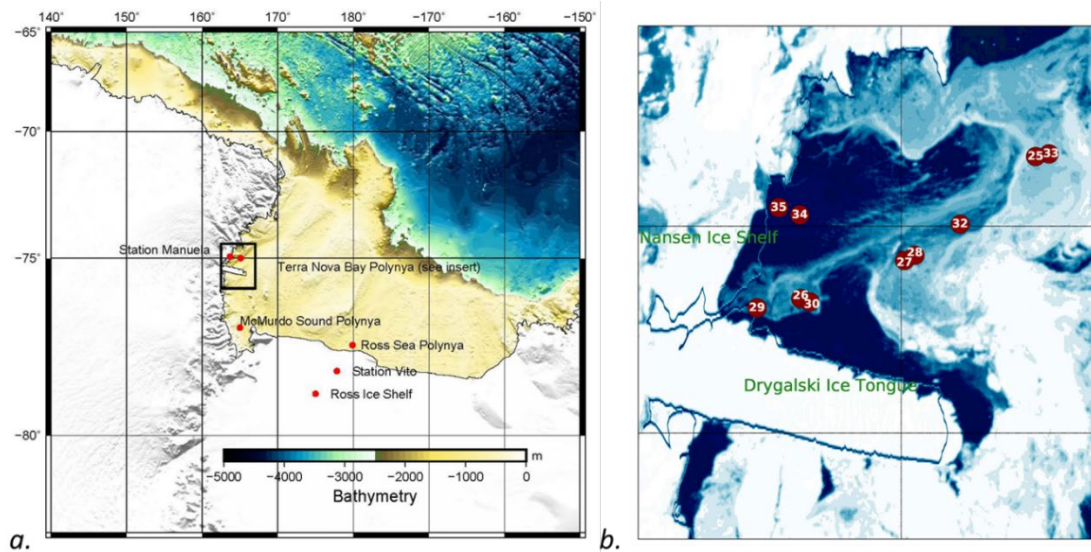 140° 150° 160° 170° 180° −170° −160° −150°
−65°
−70°
−75°
−80°
Station Manuela
Terra Nova Bay Polynya (see insert)
McMurdo Sound Polynya
Ross Sea Polynya
Station Vito
Ross Ice Shelf
m
−5000 −4000 −3000 −2000 −1000 0
Bathymetry
a.
25 33
35 34
32
Nansen Ice Shelf
28
27
26
30
29
Drygalski Ice Tongue
b.